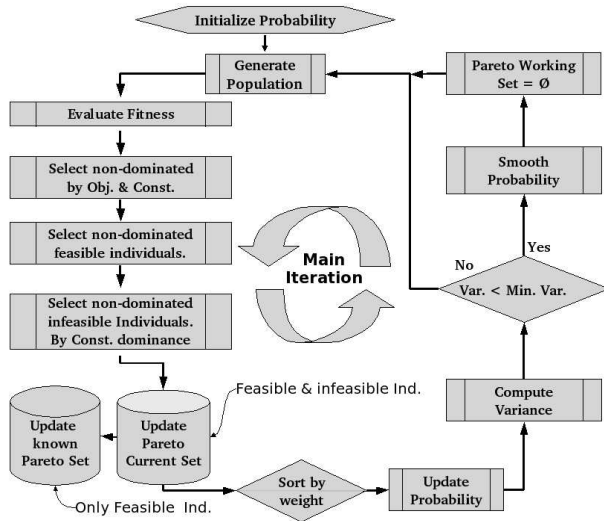 Initialize Probability
Generate
Population
Pareto Working
Set = Ø
Evaluate Fitness
Select non-dominated
by Obj. & Const.
Smooth
Probability
Select non-dominated
feasible individuals.
Main
Iteration
No
Yes
Var. < Min. Var.
Select non-dominated
infeasible Individuals.
By Const. dominance
Compute
Variance
Feasible & infeasible Ind.
Update
known
Pareto Set
Update
Pareto
Current Set
Sort by
weight
Update
Probability
Only Feasible Ind.